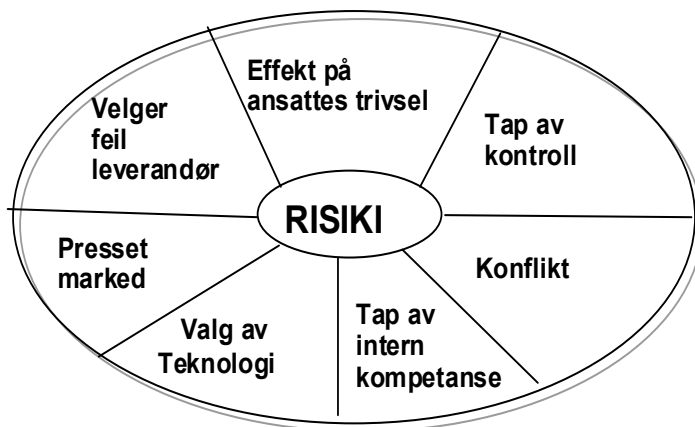 Effekt på
ansattes trivsel
Tap av
kontroll
Konflikt
Tap av
intern
kompetanse
Valg av
Teknologi
Presset
marked
Velger
feil
leverandør
RISIKI